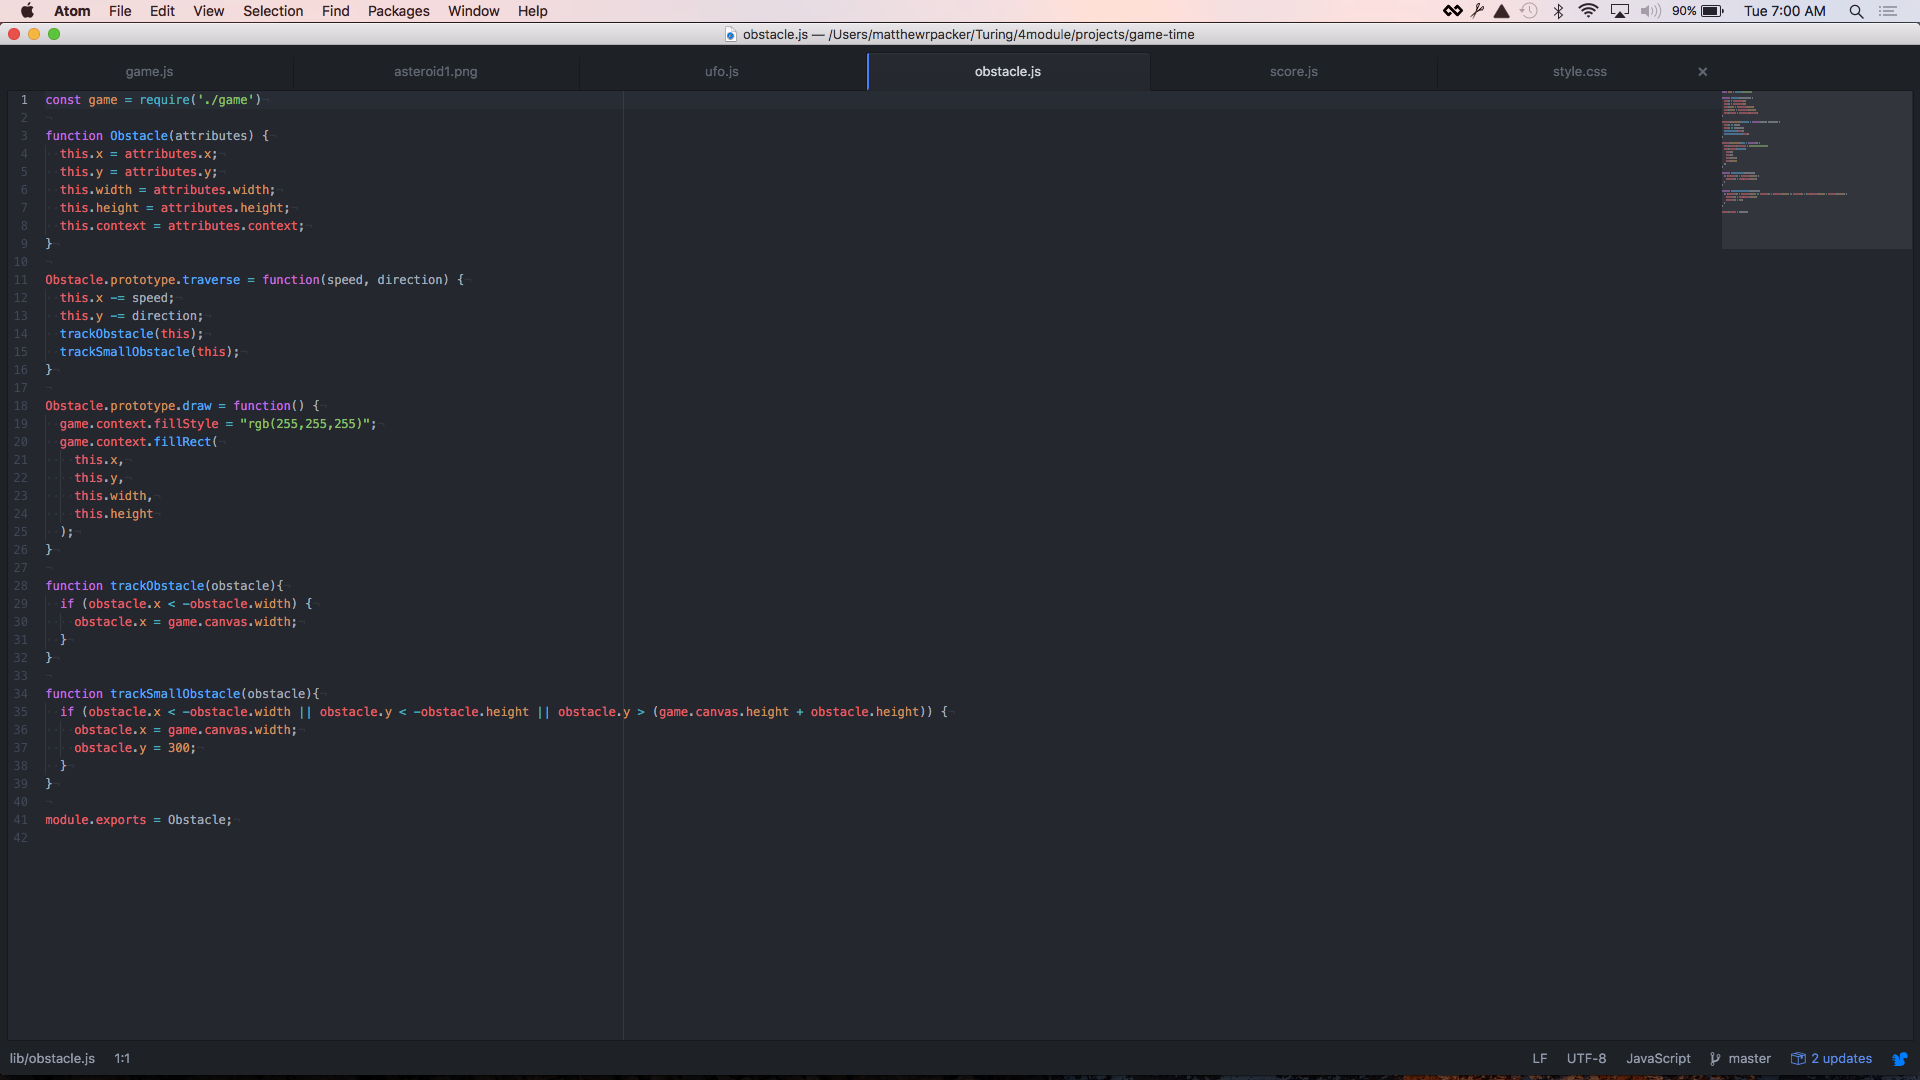 Atom File Edit View Selection Find Packages Window Help 90% Tue 7:00 AM
obstacle.js — /Users/matthewrpacker/Turing/4module/projects/game-time
game.js asteroid1.png ufo.js obstacle.js score.js style.css
1 const game = require('./game')
2
3 function Obstacle(attributes) {
4   this.x = attributes.x;
5   this.y = attributes.y;
6   this.width = attributes.width;
7   this.height = attributes.height;
8   this.context = attributes.context;
9 }
10
11 Obstacle.prototype.traverse = function(speed, direction) {
12   this.x -= speed;
13   this.y -= direction;
14   trackObstacle(this);
15   trackSmallObstacle(this);
16 }
17
18 Obstacle.prototype.draw = function() {
19   game.context.fillStyle = "rgb(255,255,255)";
20   game.context.fillRect(
21     this.x,
22     this.y,
23     this.width,
24     this.height
25   );
26 }
27
28 function trackObstacle(obstacle){
29   if (obstacle.x < -obstacle.width) {
30     obstacle.x = game.canvas.width;
31   }
32 }
33
34 function trackSmallObstacle(obstacle){
35   if (obstacle.x < -obstacle.width || obstacle.y < -obstacle.height || obstacle.y > (game.canvas.height + obstacle.height)) {
36     obstacle.x = game.canvas.width;
37     obstacle.y = 300;
38   }
39 }
40
41 module.exports = Obstacle;
42
lib/obstacle.js 1:1 LF UTF-8 JavaScript master 2 updates